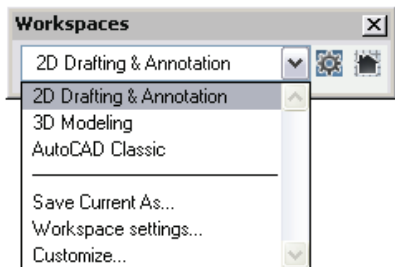 Workspaces
2D Drafting & Annotation
2D Drafting & Annotation
3D Modeling
AutoCAD Classic
Save Current As...
Workspace settings...
Customize...